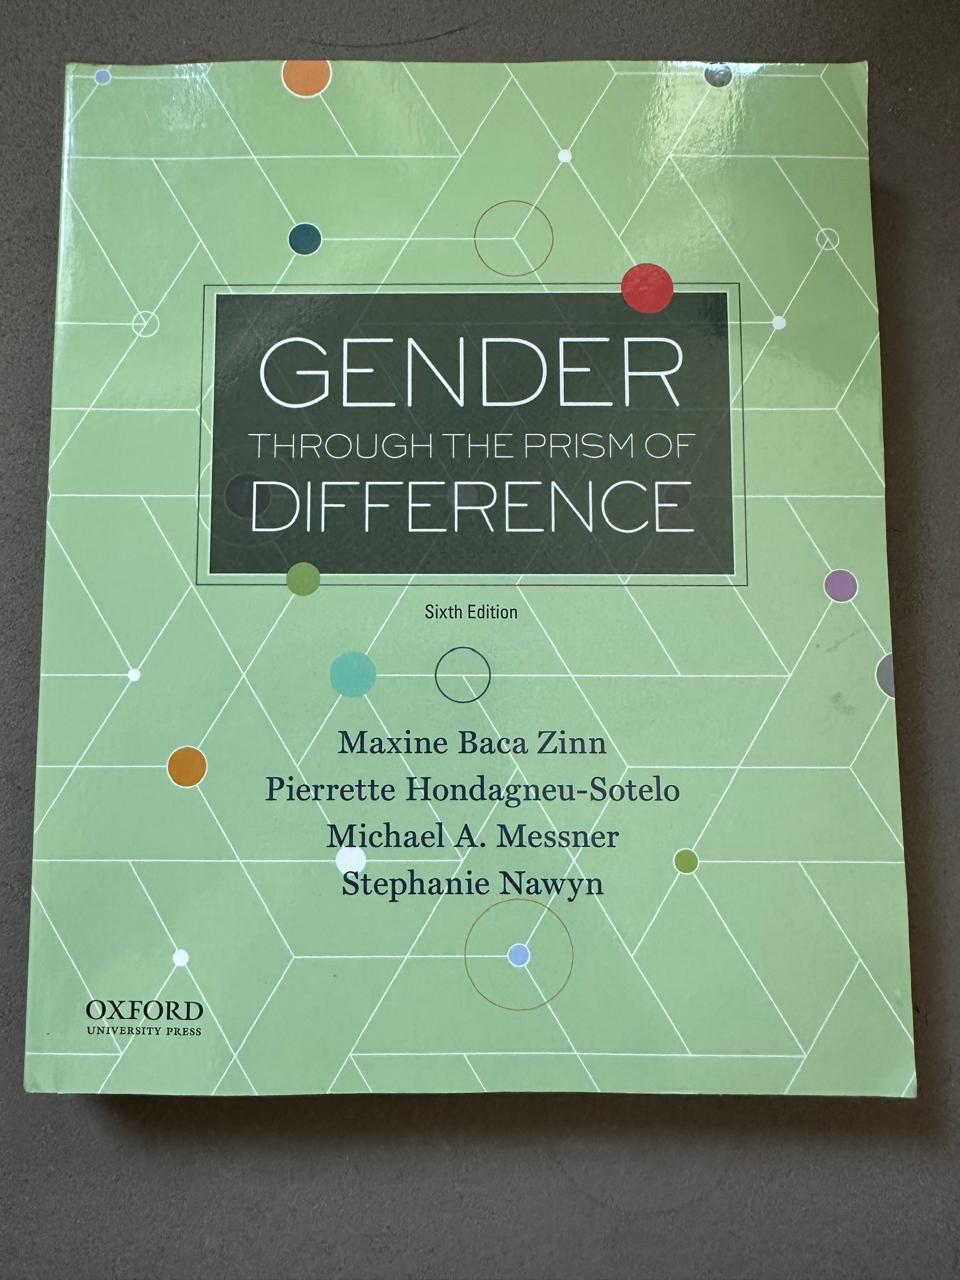 GENDER
THROUGH THE PRISM OF
DIFFERENCE
Sixth Edition
Maxine Baca Zinn
Pierrette Hondagneu-Sotelo
Michael A. Messner
Stephanie Nawyn
OXFORD
UNIVERSITY PRESS